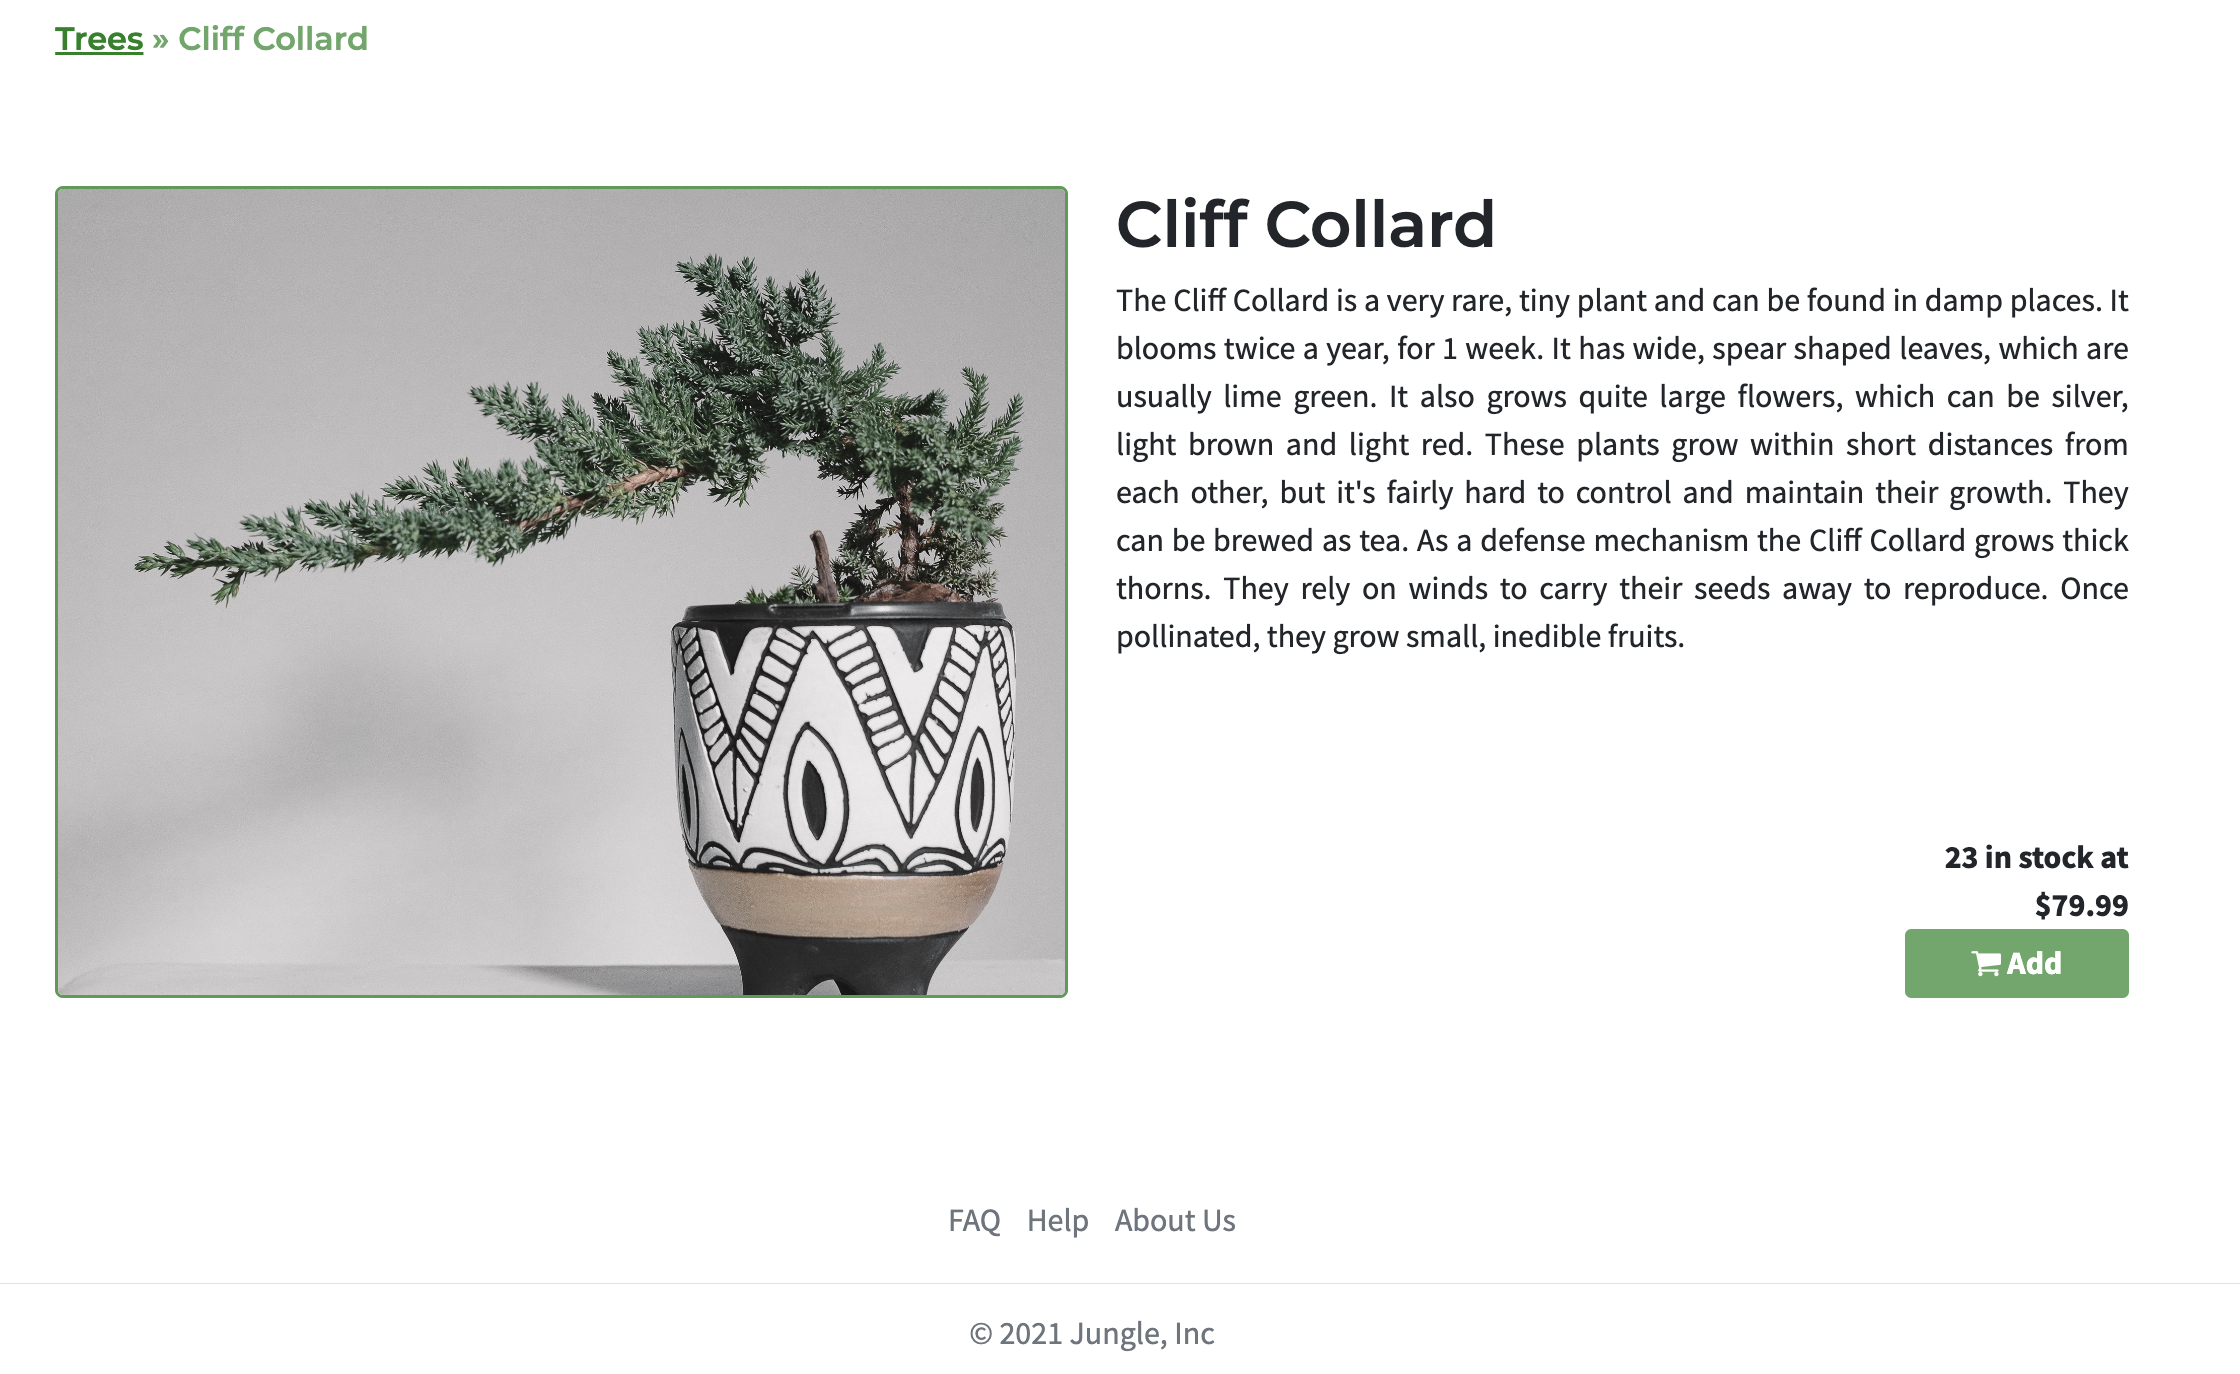 Trees » Cliff Collard
Cliff Collard
The Cliff Collard is a very rare, tiny plant and can be found in damp places. It
blooms twice a year, for 1 week. It has wide, spear shaped leaves, which are
usually lime green. It also grows quite large flowers, which can be silver,
light brown and light red. These plants grow within short distances from
each other, but it's fairly hard to control and maintain their growth. They
can be brewed as tea. As a defense mechanism the Cliff Collard grows thick
thorns. They rely on winds to carry their seeds away to reproduce. Once
pollinated, they grow small, inedible fruits.
23 in stock at
$79.99
Add
FAQ Help About Us
© 2021 Jungle, Inc